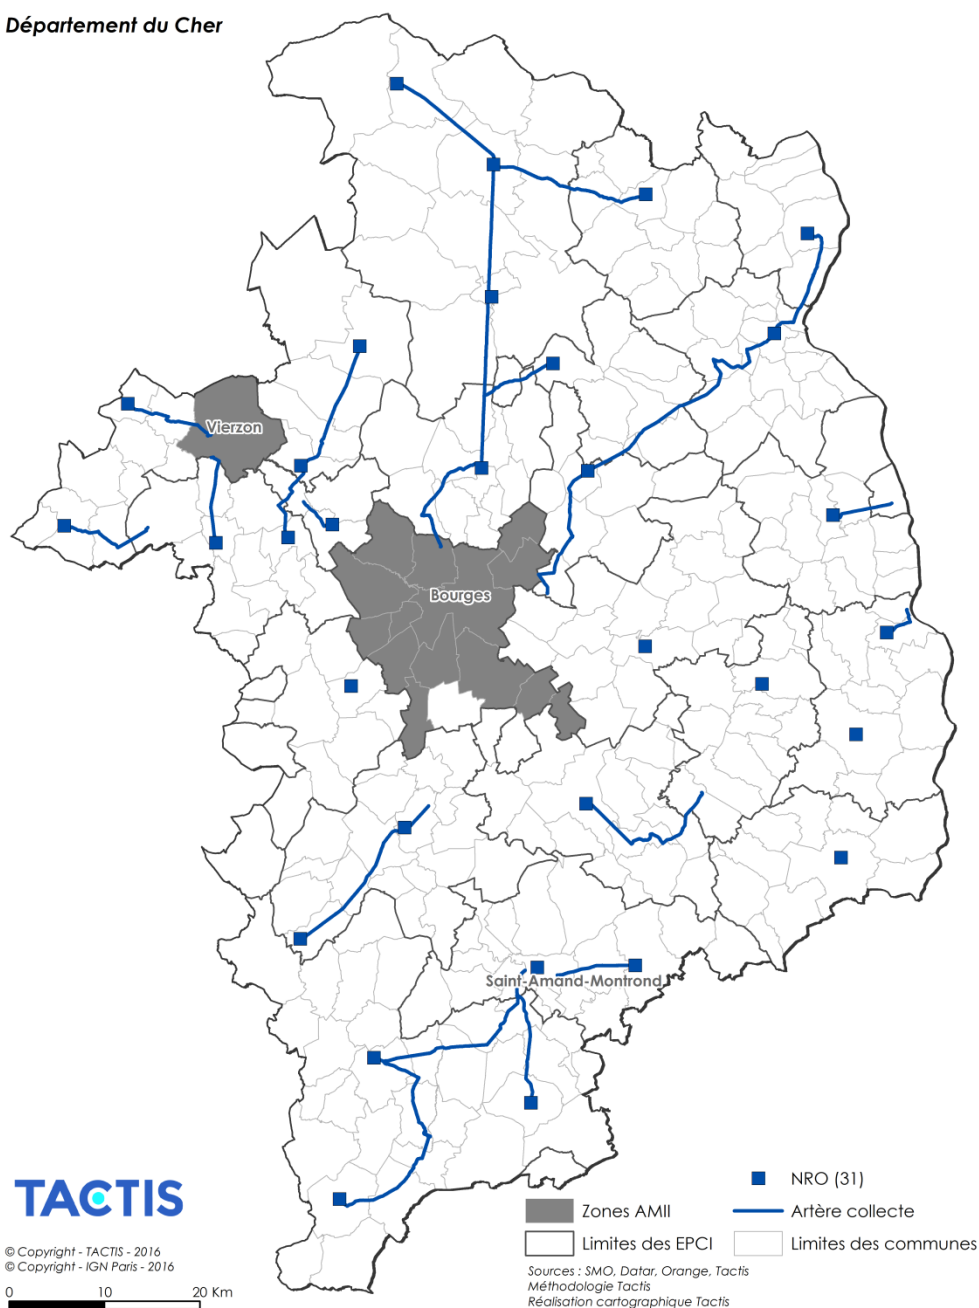 Département du Cher
Vierzon
Bourges
Saint-Amand-Montrond
TACTIS
© Copyright - TACTIS - 2016
© Copyright - IGN Paris - 2016
0 10 20 Km
NRO (31)
Zones AMII
Artère collecte
Limites des EPCI
Limites des communes
Sources : SMO, Datar, Orange, Tactis
Méthodologie Tactis
Réalisation cartographique Tactis